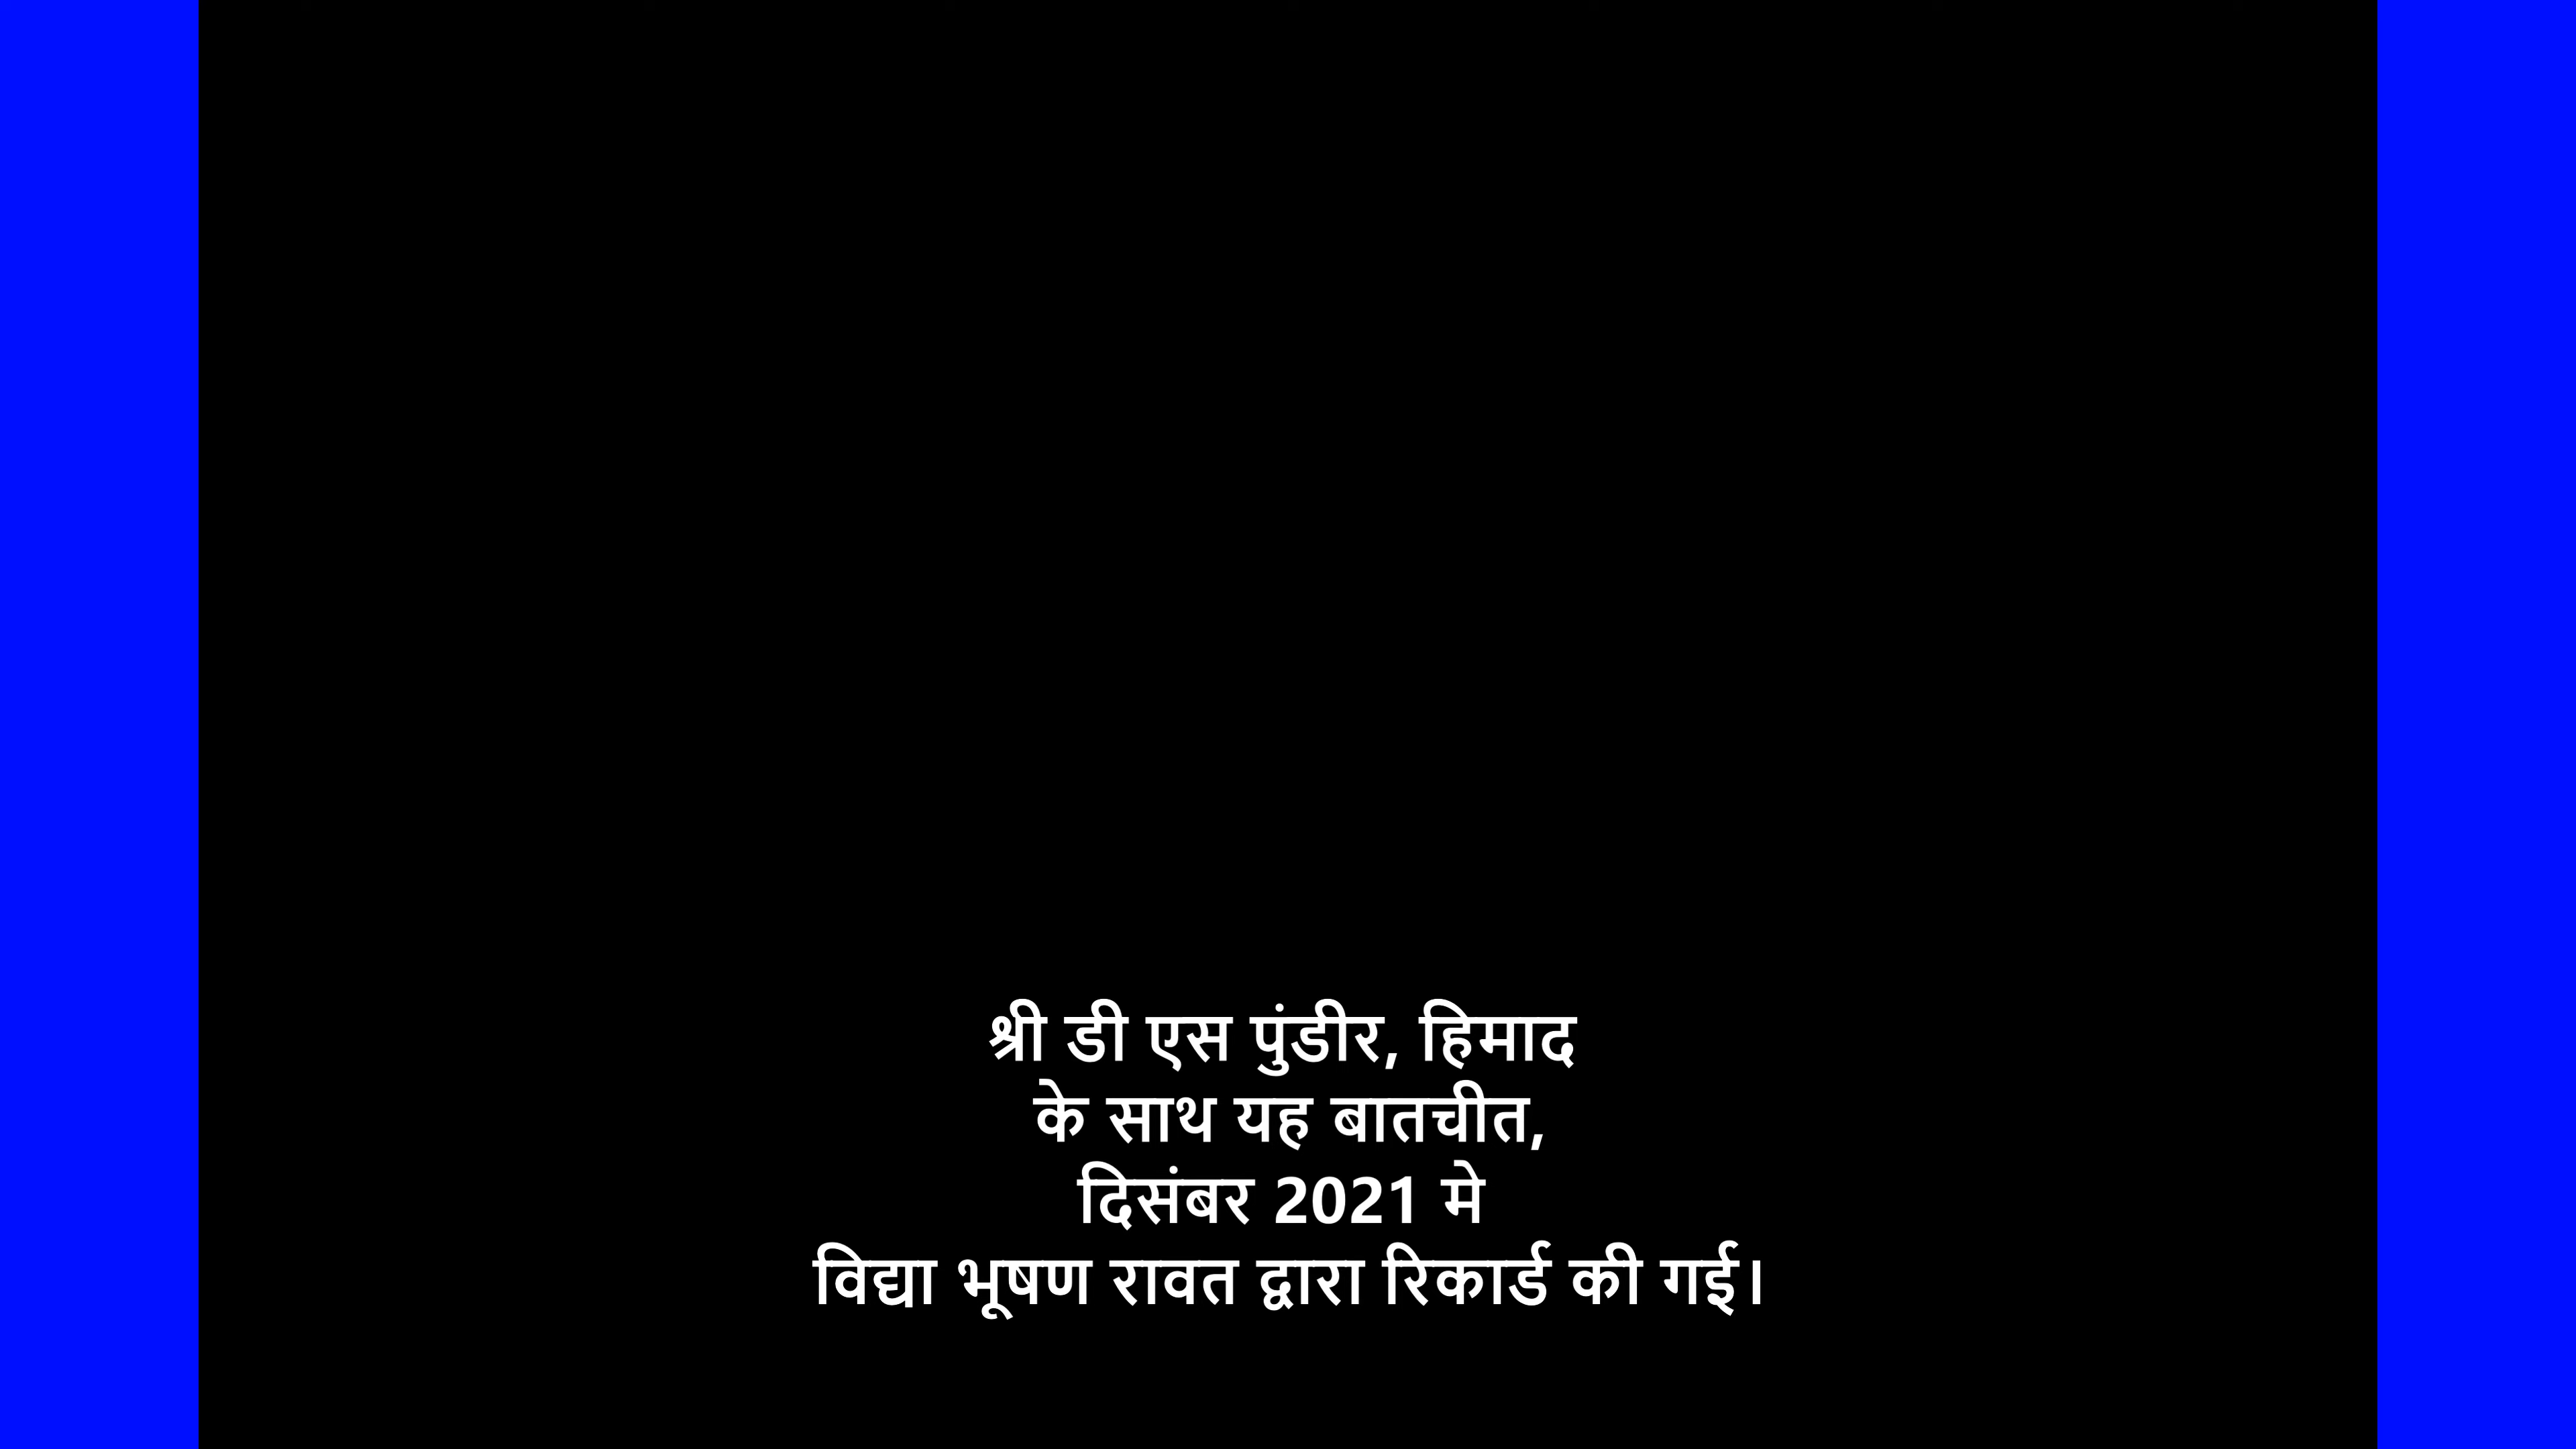 श्री डी एस पुंडीर, हिमाद
के साथ यह बातचीत,
दिसंबर 2021 मे
विद्या भूषण रावत द्वारा रिकार्ड की गई।